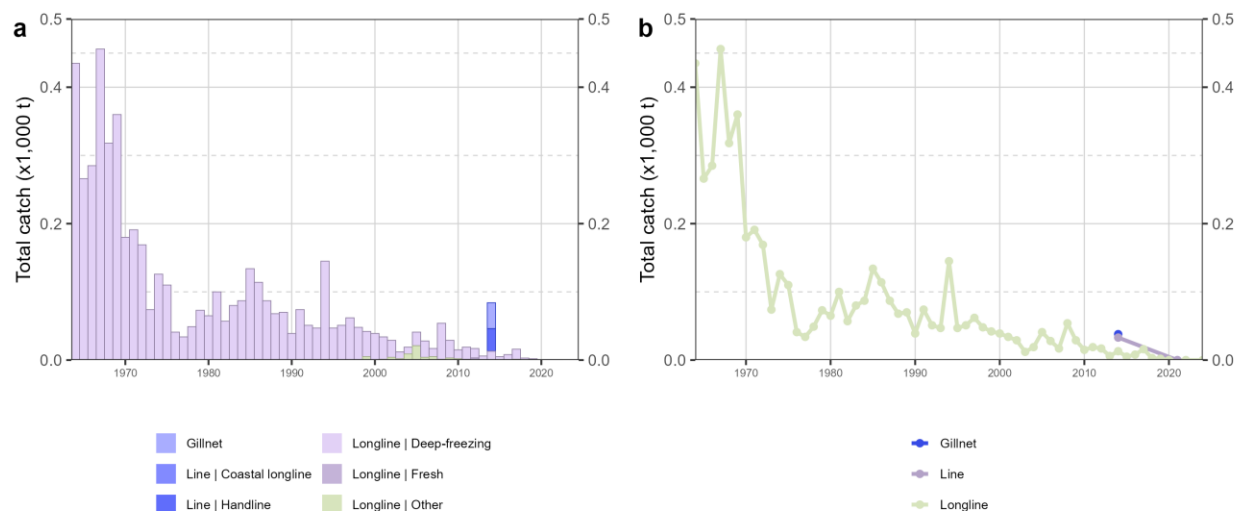 a
Total catch (x1,000 t)
0.5
0.4
0.2
0.0
0.5
0.4
0.2
0.0
1970
1980
1990
2000
2010
2020
Gillnet
Line | Coastal longline
Line | Handline
Longline | Deep-freezing
Longline | Fresh
Longline | Other
b
Total catch (x1,000 t)
0.5
0.4
0.2
0.0
0.5
0.4
0.2
0.0
1970
1980
1990
2000
2010
2020
Gillnet
Line
Longline